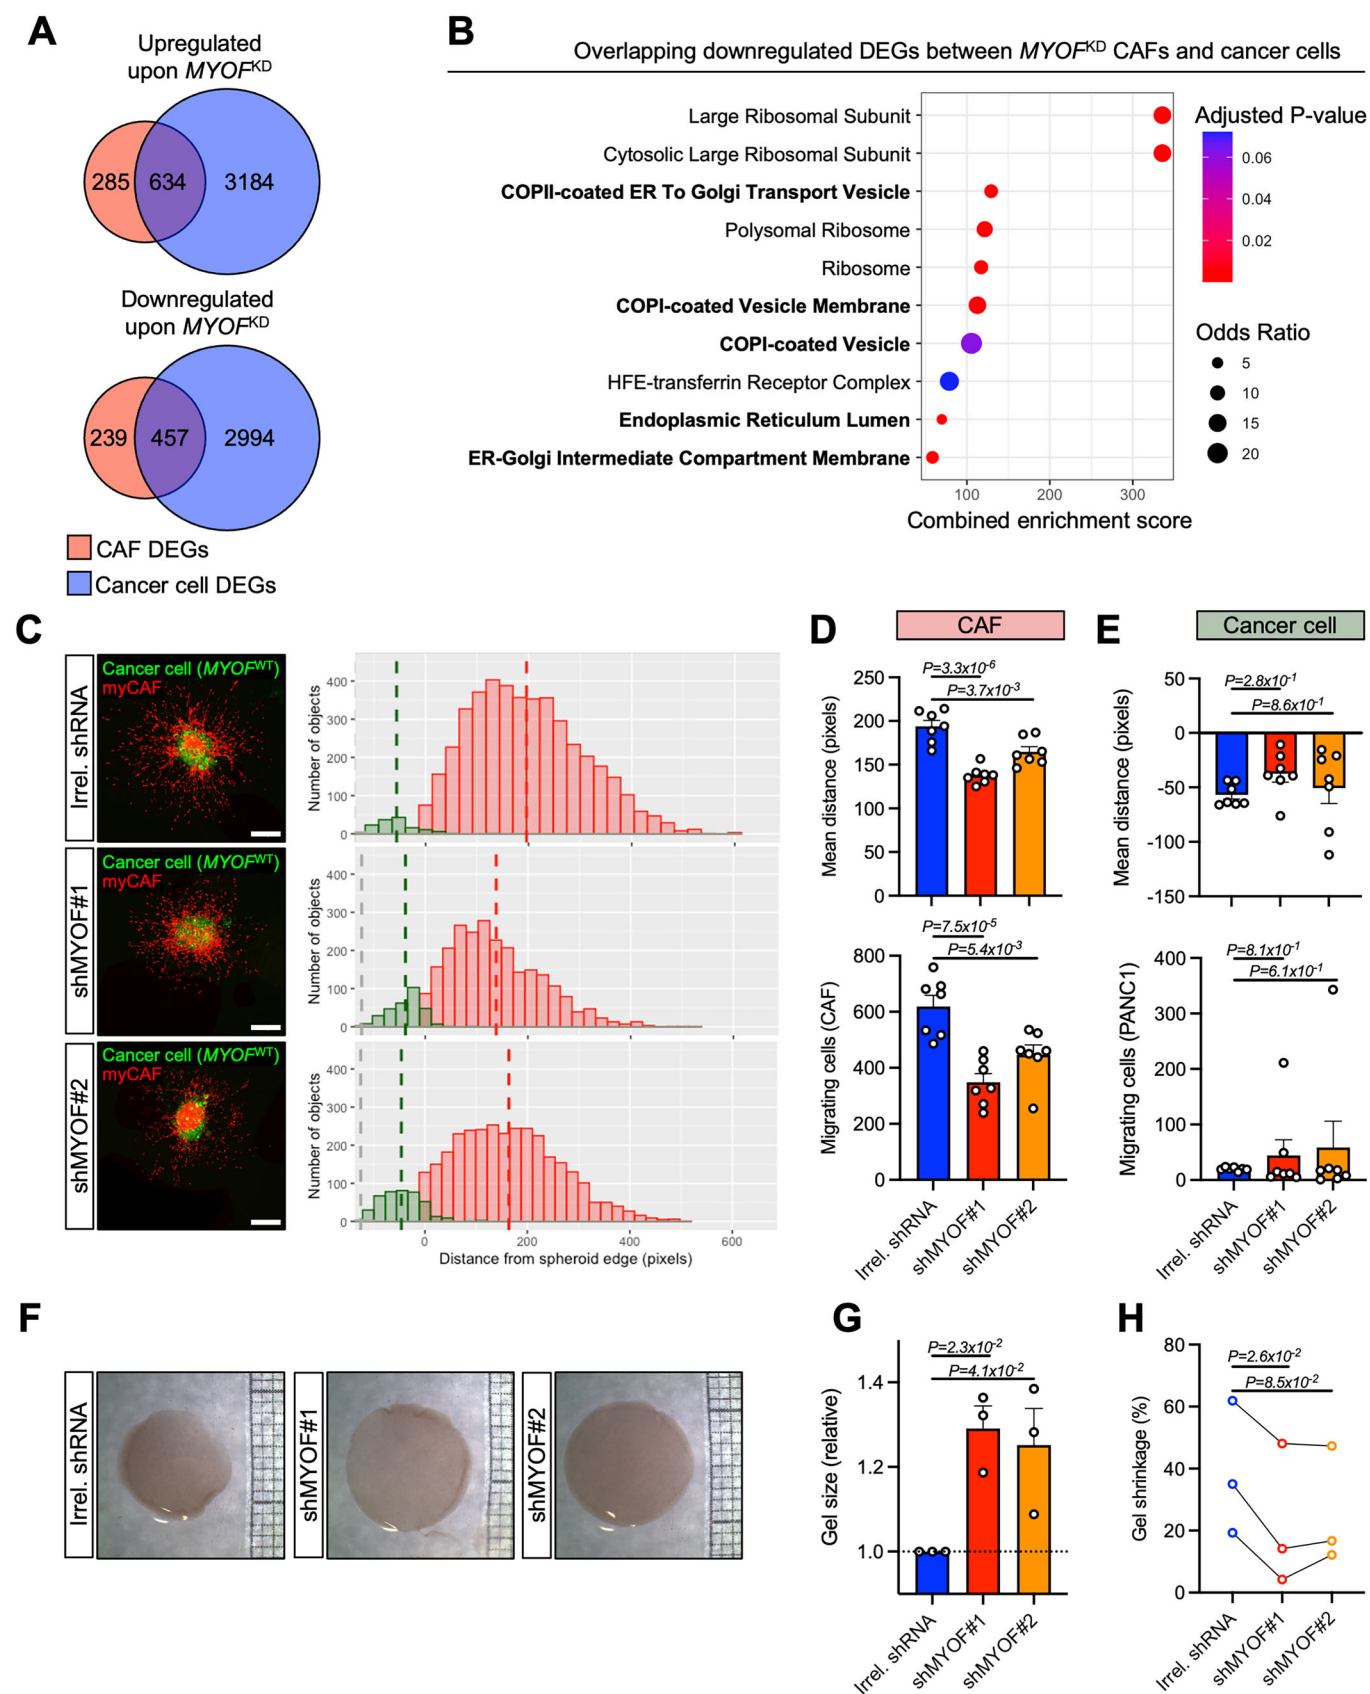 A
Upregulated
upon MYOFᴷᴰ
285 634 3184
Downregulated
upon MYOFᴷᴰ
239 457 2994
CAF DEGs
Cancer cell DEGs
B
Overlapping downregulated DEGs between MYOFᴷᴰ CAFs and cancer cells
Large Ribosomal Subunit
Cytosolic Large Ribosomal Subunit
COPII-coated ER To Golgi Transport Vesicle
Polysomal Ribosome
Ribosome
COPI-coated Vesicle Membrane
COPI-coated Vesicle
HFE-transferrin Receptor Complex
Endoplasmic Reticulum Lumen
ER-Golgi Intermediate Compartment Membrane
100 200 300
Combined enrichment score
Adjusted P-value
0.06
0.04
0.02
Odds Ratio
5
10
15
20
C
Irrel. shRNA
Cancer cell (MYOFᵂᵀ)
myCAF
shMYOF#1
Cancer cell (MYOFᵂᵀ)
myCAF
shMYOF#2
Cancer cell (MYOFᵂᵀ)
myCAF
Number of objects
400
300
200
100
0
Number of objects
400
300
200
100
0
Number of objects
400
300
200
100
0
0 200 400 600
Distance from spheroid edge (pixels)
D
CAF
P=3.3x10⁻⁶
P=3.7x10⁻³
Mean distance (pixels)
250
200
150
100
50
0
P=7.5x10⁻⁵
P=5.4x10⁻³
Migrating cells (CAF)
800
600
400
200
0
Irrel. shRNA
shMYOF#1
shMYOF#2
E
Cancer cell
P=2.8x10⁻¹
P=8.6x10⁻¹
Mean distance (pixels)
50
0
-50
-100
-150
P=8.1x10⁻¹
P=6.1x10⁻¹
Migrating cells (PANC1)
400
300
200
100
0
Irrel. shRNA
shMYOF#1
shMYOF#2
F
Irrel. shRNA
shMYOF#1
shMYOF#2
G
P=2.3x10⁻²
P=4.1x10⁻²
Gel size (relative)
1.4
1.2
1.0
Irrel. shRNA
shMYOF#1
shMYOF#2
H
P=2.6x10⁻²
P=8.5x10⁻²
Gel shrinkage (%)
80
60
40
20
0
Irrel. shRNA
shMYOF#1
shMYOF#2